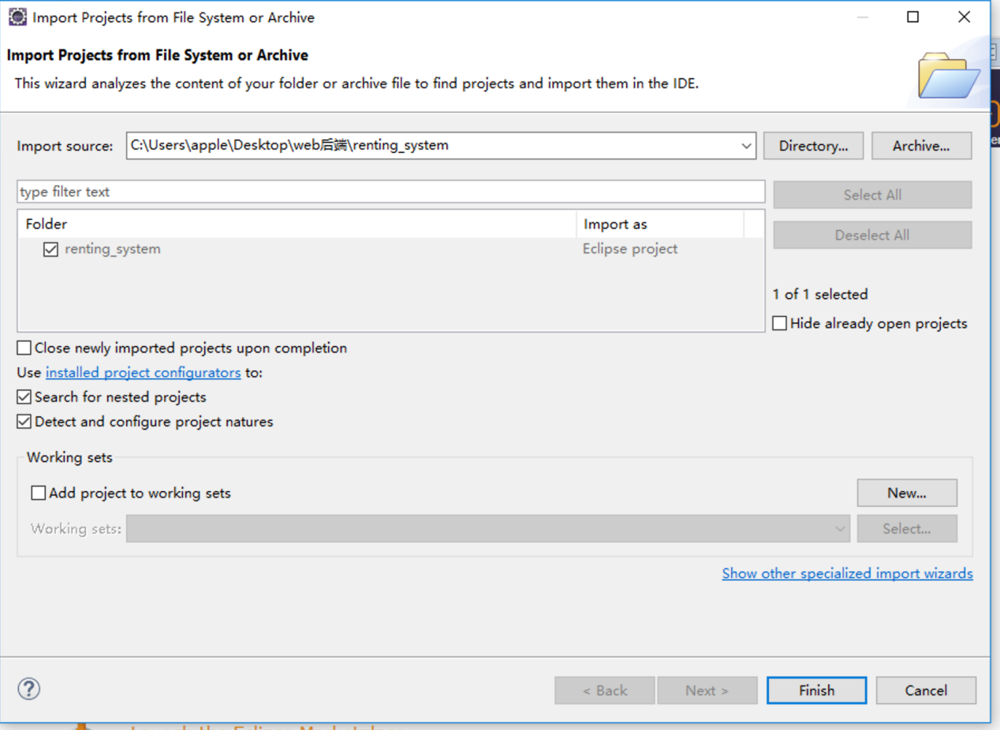 Import Projects from File System or Archive
Import Projects from File System or Archive
This wizard analyzes the content of your folder or archive file to find projects and import them in the IDE.
Import source: C:\Users\apple\Desktop\web后端\renting_system Directory... Archive...
type filter text Select All
Folder Import as Deselect All
renting_system Eclipse project
1 of 1 selected
Hide already open projects
Close newly imported projects upon completion
Use installed project configurators to:
Search for nested projects
Detect and configure project natures
Working sets
Add project to working sets New...
Working sets: Select...
Show other specialized import wizards
? < Back Next > Finish Cancel